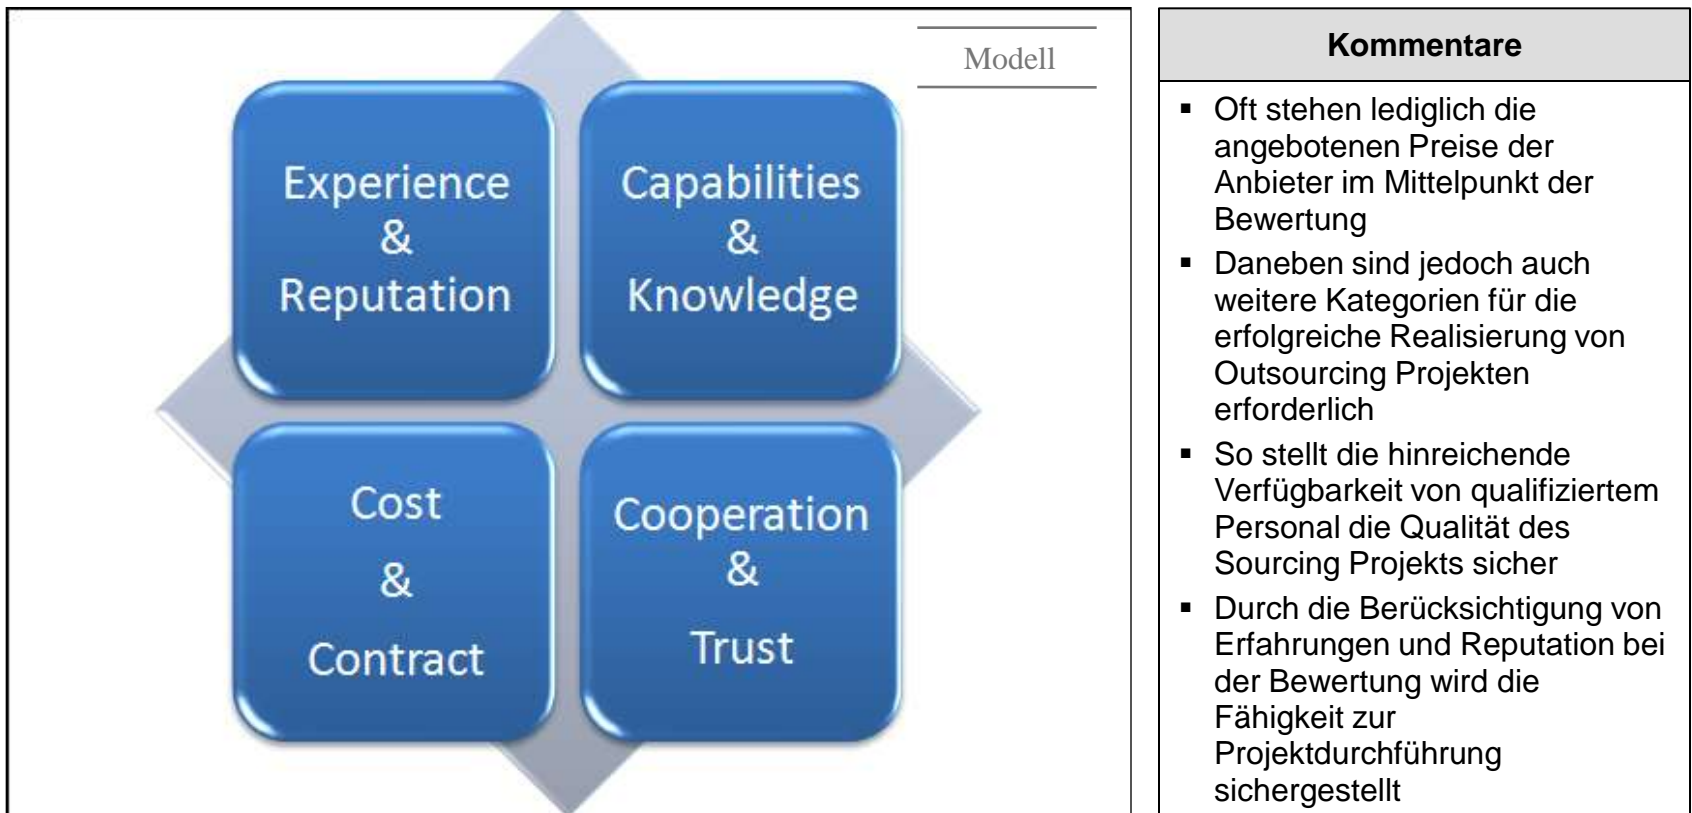 Modell
Experience
&
Reputation
Capabilities
&
Knowledge
Cost
&
Contract
Cooperation
&
Trust
Kommentare
▪ Oft stehen lediglich die
angebotenen Preise der
Anbieter im Mittelpunkt der
Bewertung
▪ Daneben sind jedoch auch
weitere Kategorien für die
erfolgreiche Realisierung von
Outsourcing Projekten
erforderlich
▪ So stellt die hinreichende
Verfügbarkeit von qualifiziertem
Personal die Qualität des
Sourcing Projekts sicher
▪ Durch die Berücksichtigung von
Erfahrungen und Reputation bei
der Bewertung wird die
Fähigkeit zur
Projektdurchführung
sichergestellt